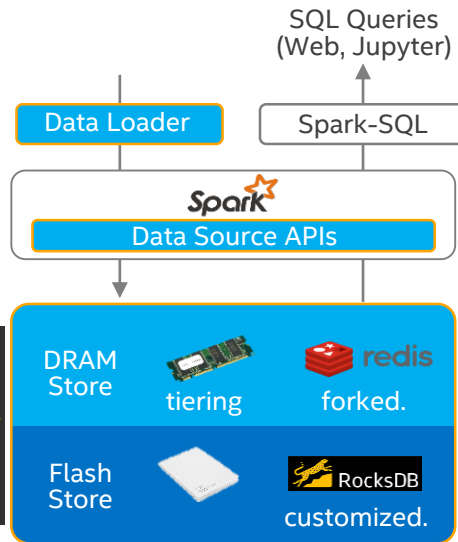 SQL Queries
(Web, Jupyter)
Data Loader
Spark-SQL
Spark
Data Source APIs
DRAM
Store
tiering
redis
forked.
Flash
Store
RocksDB
customized.